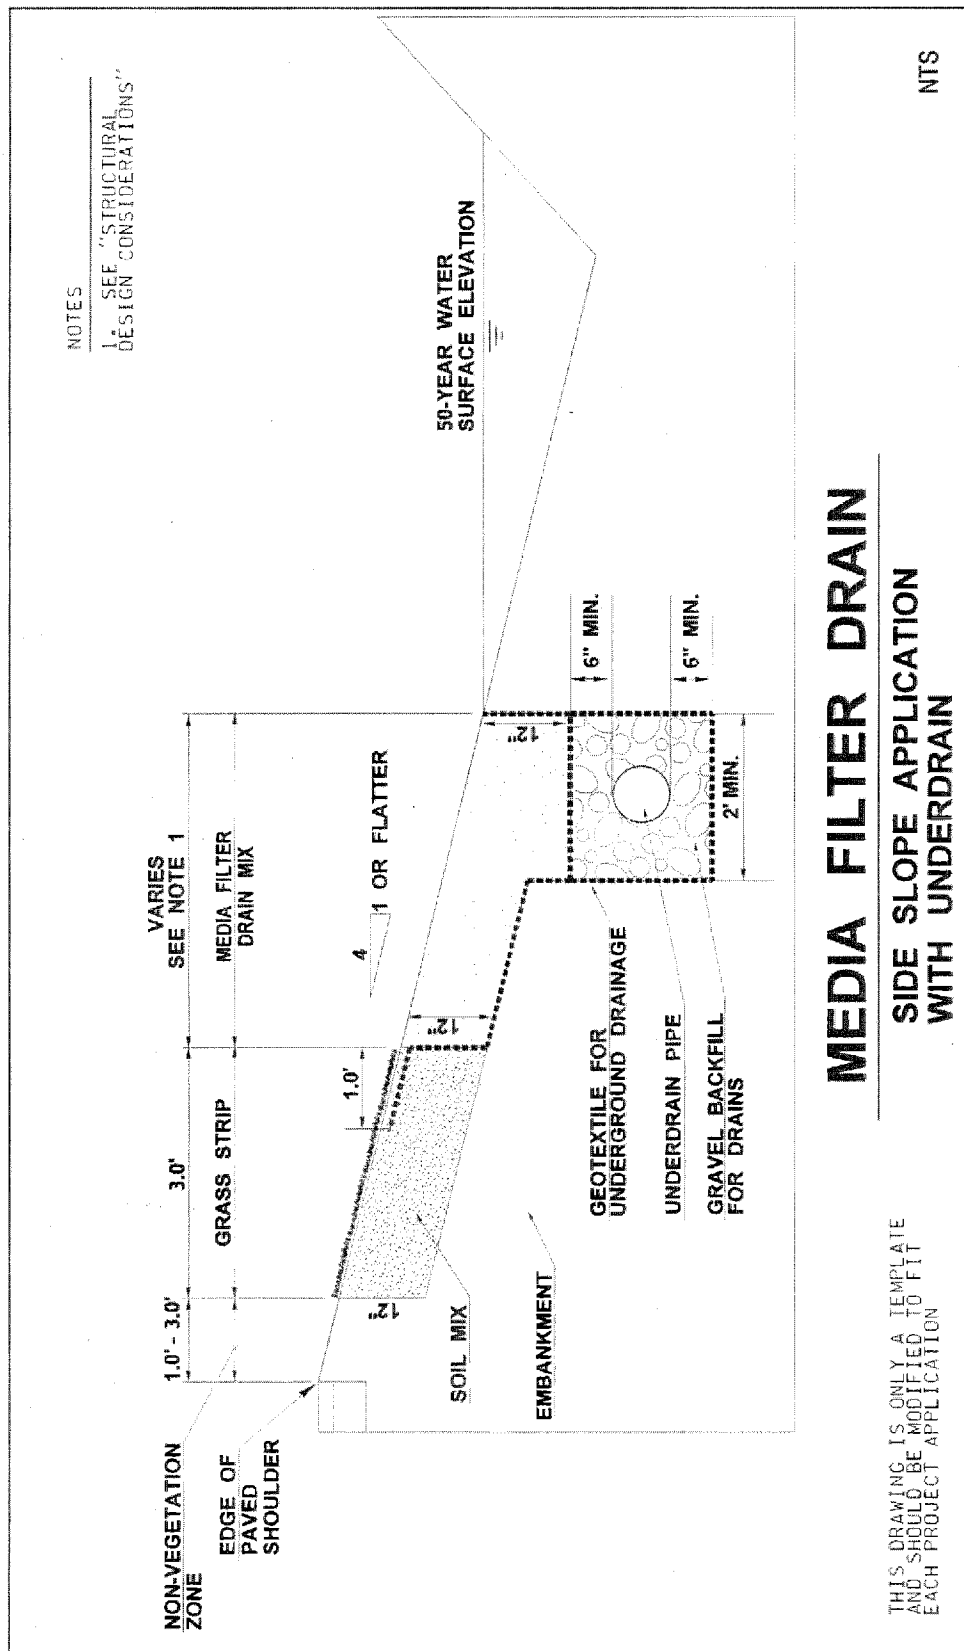 NOTES
1. SEE "STRUCTURAL
DESIGN CONSIDERATIONS"
VARIES
SEE NOTE 1
1.0' - 3.0'
3.0'
NON-VEGETATION
ZONE
GRASS STRIP
MEDIA FILTER
DRAIN MIX
EDGE OF
PAVED
SHOULDER
1.0'
4
1 OR FLATTER
50-YEAR WATER
SURFACE ELEVATION
12"
12"
12"
SOIL MIX
EMBANKMENT
GEOTEXTILE FOR
UNDERGROUND DRAINAGE
UNDERDRAIN PIPE
GRAVEL BACKFILL
FOR DRAINS
6" MIN.
6" MIN.
2' MIN.
MEDIA FILTER DRAIN
SIDE SLOPE APPLICATION
WITH UNDERDRAIN
THIS DRAWING IS ONLY A TEMPLATE
AND SHOULD BE MODIFIED TO FIT
EACH PROJECT APPLICATION
NTS